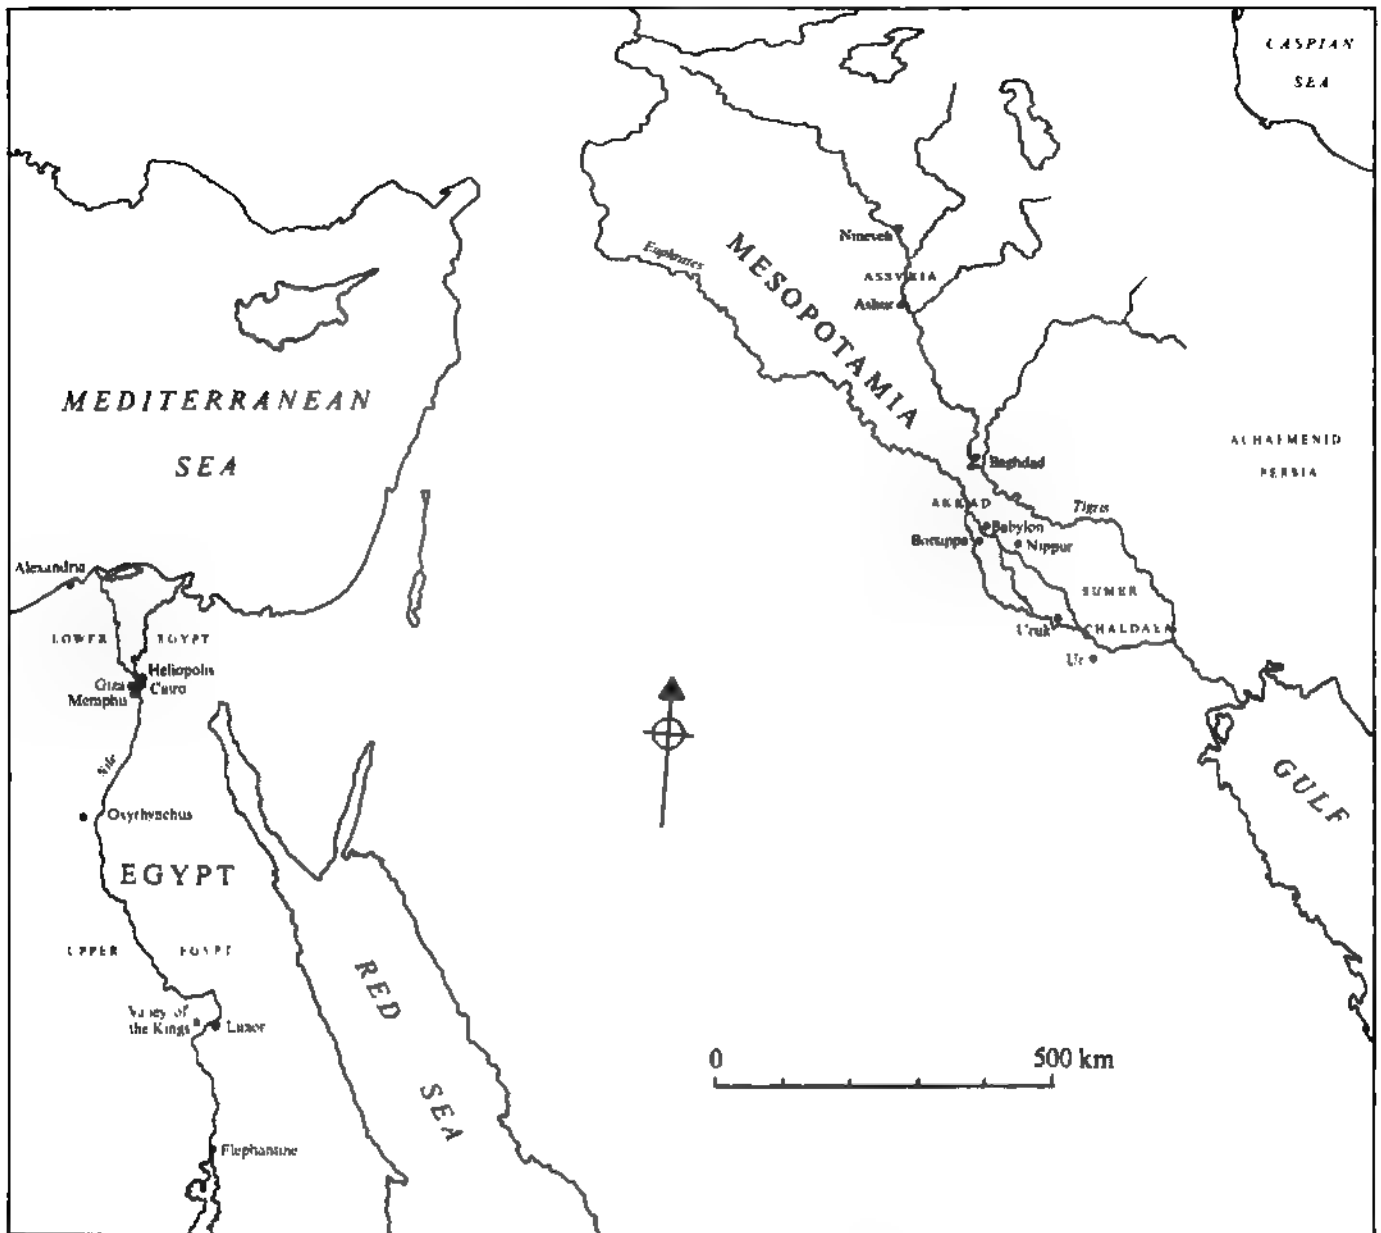 CASPIAN
SEA
Nineveh
MESOPOTAMIA
Euphrates
ASSYRIA
Ashur
MEDITERRANEAN
SEA
ACHAEMENID
PERSIA
Baghdad
AKKAD
Tigris
Babylon
Borsippa
Nippur
Alexandria
SUMER
LOWER EGYPT
Uruk
CHALDAEA
Ur
Heliopolis
Giza
Cairo
Memphis
Nile
GULF
Oxyrhynchus
EGYPT
UPPER EGYPT
RED
SEA
Valley of
the Kings
Luxor
0 500 km
Elephantine